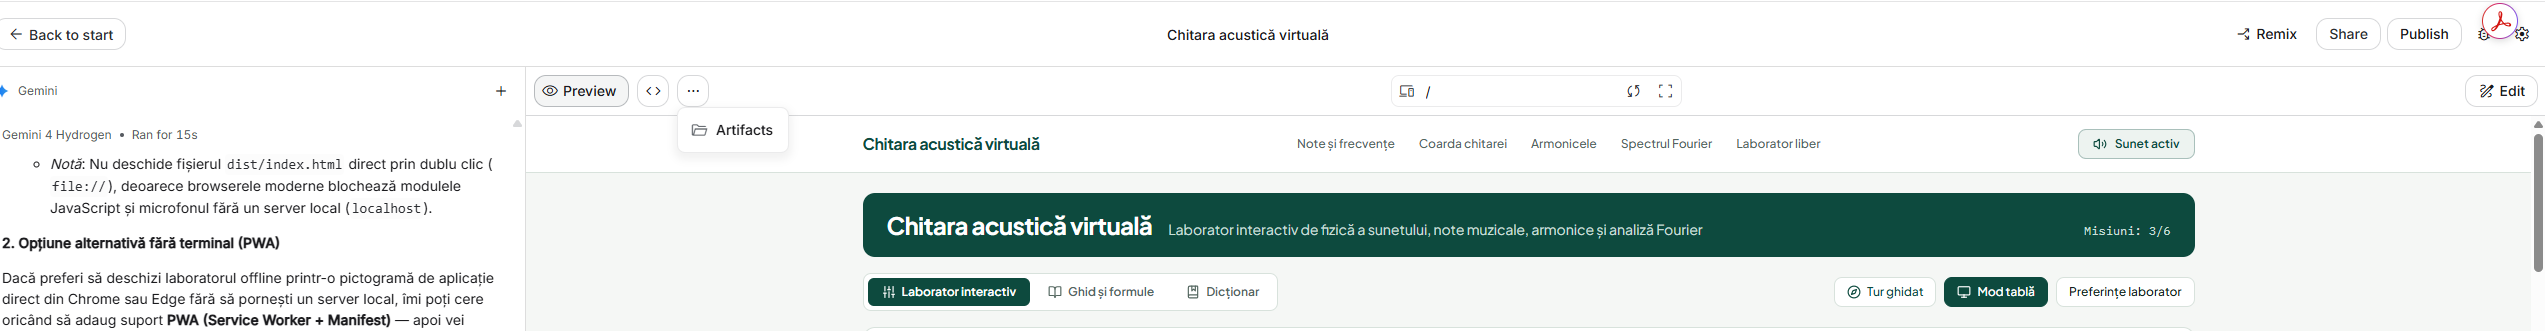 Back to start
Chitara acustică virtuală
Remix
Share
Publish
Gemini
Preview
/
Edit
Artifacts
Gemini 4 Hydrogen • Ran for 15s
Notă: Nu deschide fișierul dist/index.html direct prin dublu clic (
file://), deoarece browserele moderne blochează modulele
JavaScript și microfonul fără un server local (localhost).
2. Opțiune alternativă fără terminal (PWA)
Dacă preferi să deschizi laboratorul offline printr-o pictogramă de aplicație
direct din Chrome sau Edge fără să pornești un server local, îmi poți cere
oricând să adaug suport PWA (Service Worker + Manifest) — apoi vei
Chitara acustică virtuală
Note și frecvențe
Coarda chitarei
Armonicele
Spectrul Fourier
Laborator liber
Sunet activ
Chitara acustică virtuală Laborator interactiv de fizică a sunetului, note muzicale, armonice și analiză Fourier
Misiuni: 3/6
Laborator interactiv
Ghid și formule
Dicționar
Tur ghidat
Mod tablă
Preferințe laborator